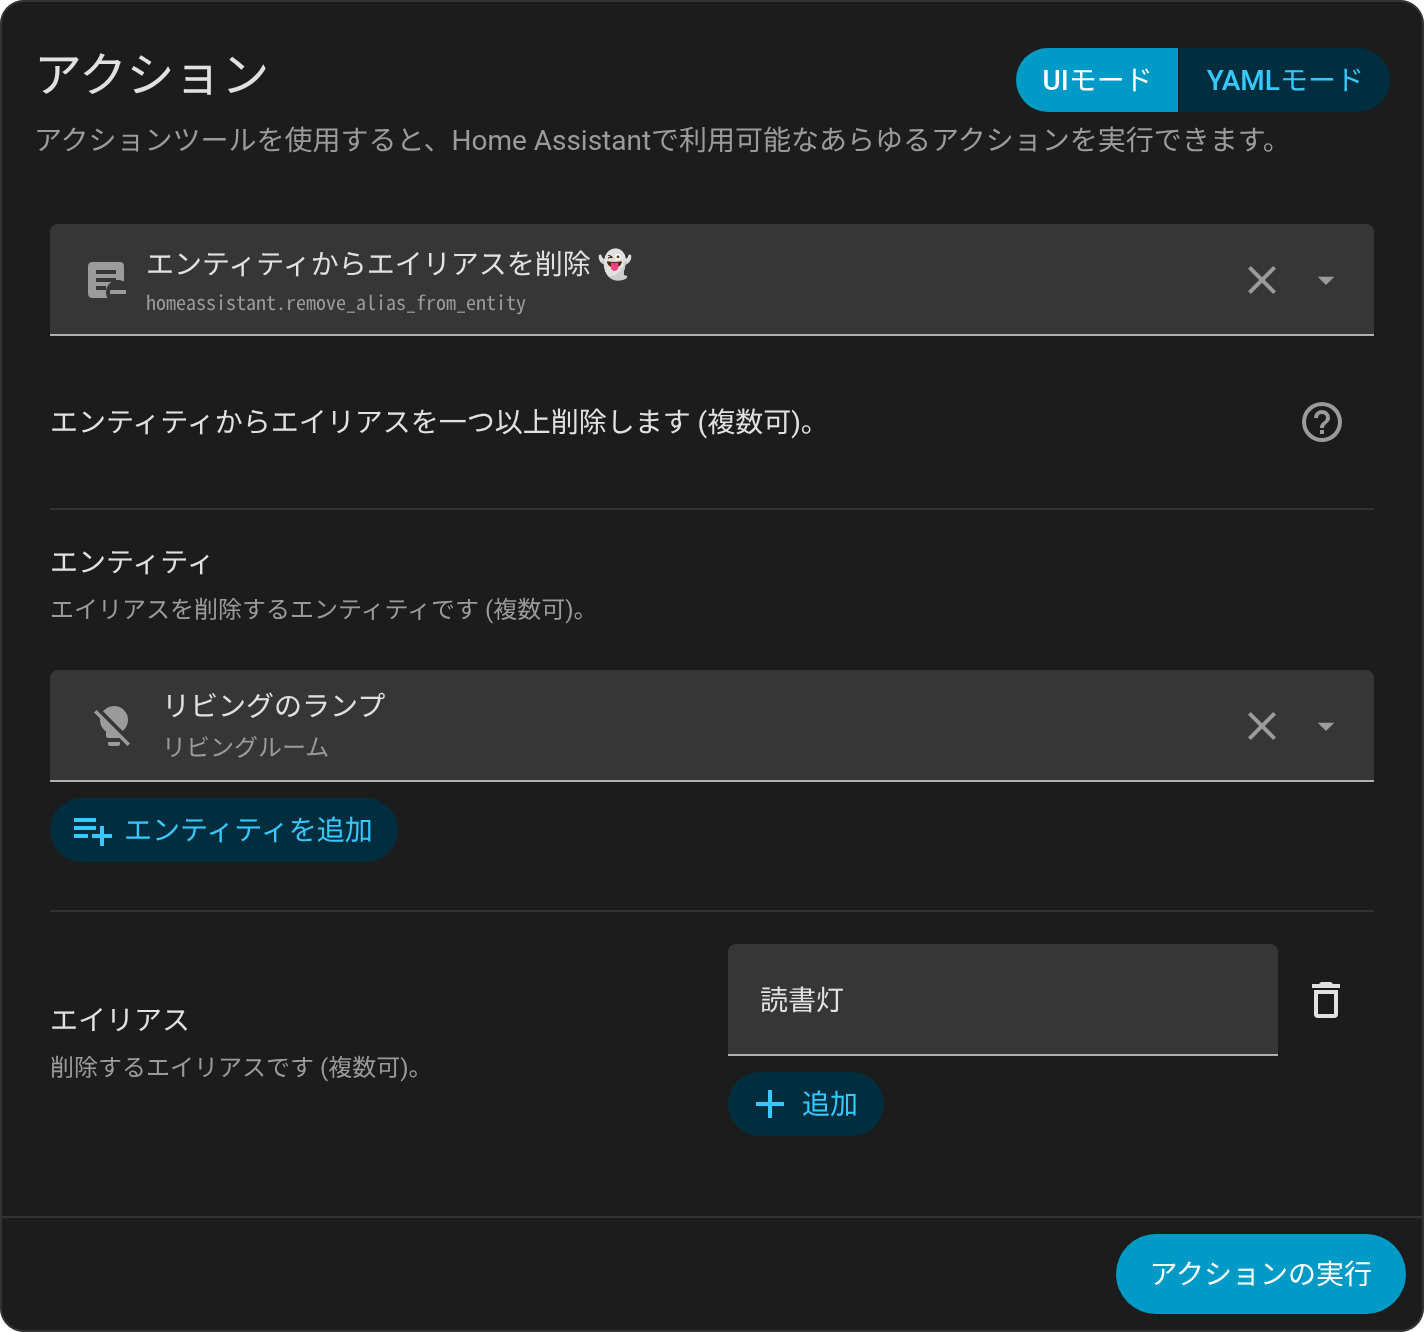 アクション
UIモード
YAMLモード
アクションツールを使用すると、Home Assistantで利用可能なあらゆるアクションを実行できます。
エンティティからエイリアスを削除 👻
homeassistant.remove_alias_from_entity
エンティティからエイリアスを一つ以上削除します (複数可)。
エンティティ
エイリアスを削除するエンティティです (複数可)。
リビングのランプ
リビングルーム
エンティティを追加
エイリアス
削除するエイリアスです (複数可)。
読書灯
追加
アクションの実行